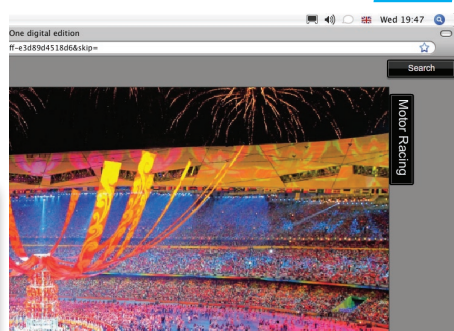 Wed 19:47
One digital edition
ff-e3d89d4518d6&skip=
Search
Motor Racing